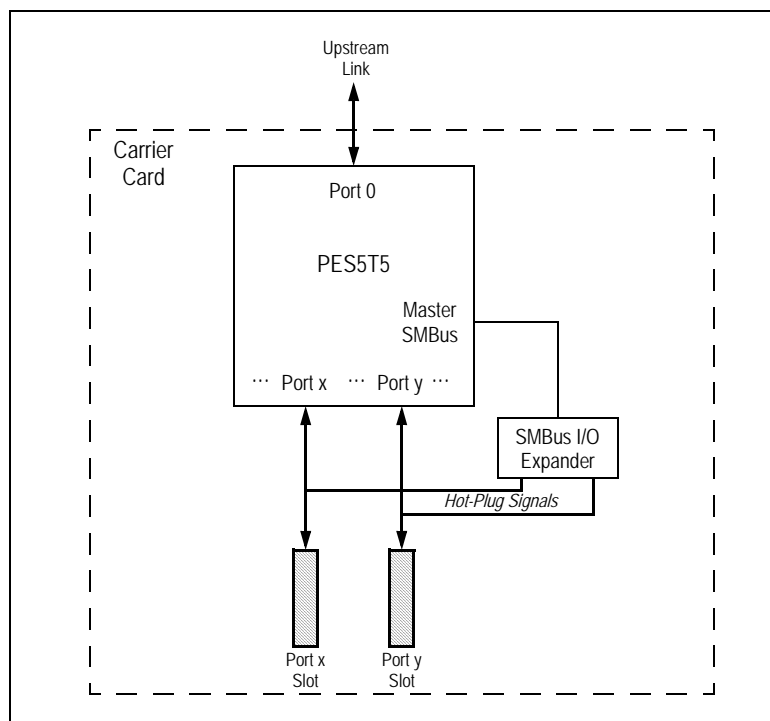 Upstream
Link
Carrier
Card
Port 0
PES5T5
Master
SMBus
... Port x ... Port y ...
SMBus I/O
Expander
Hot-Plug Signals
Port x
Slot
Port y
Slot